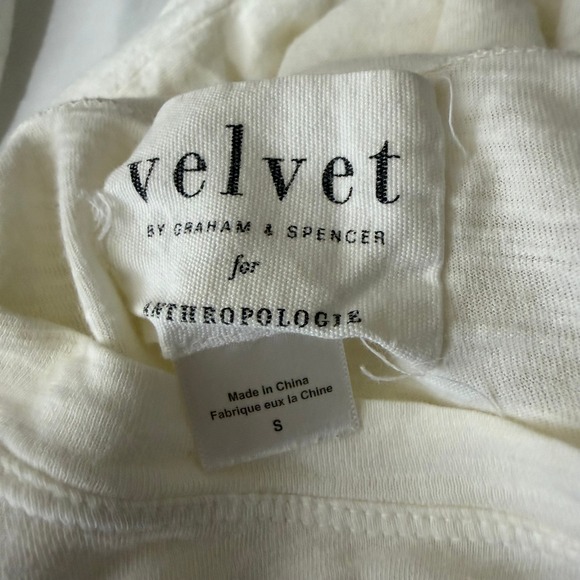 velvet
BY GRAHAM & SPENCER
for
ANTHROPOLOGIE
Made in China
Fabrique eux la Chine
S